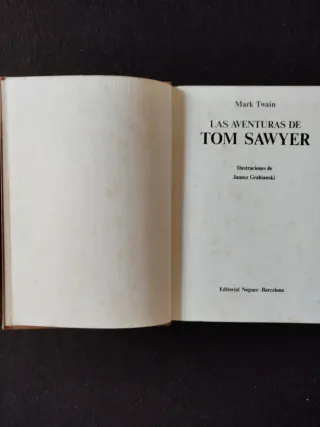 Mark Twain
LAS AVENTURAS DE
TOM SAWYER
Ilustraciones de
Janusz Grabianski
Editorial Noguer · Barcelona